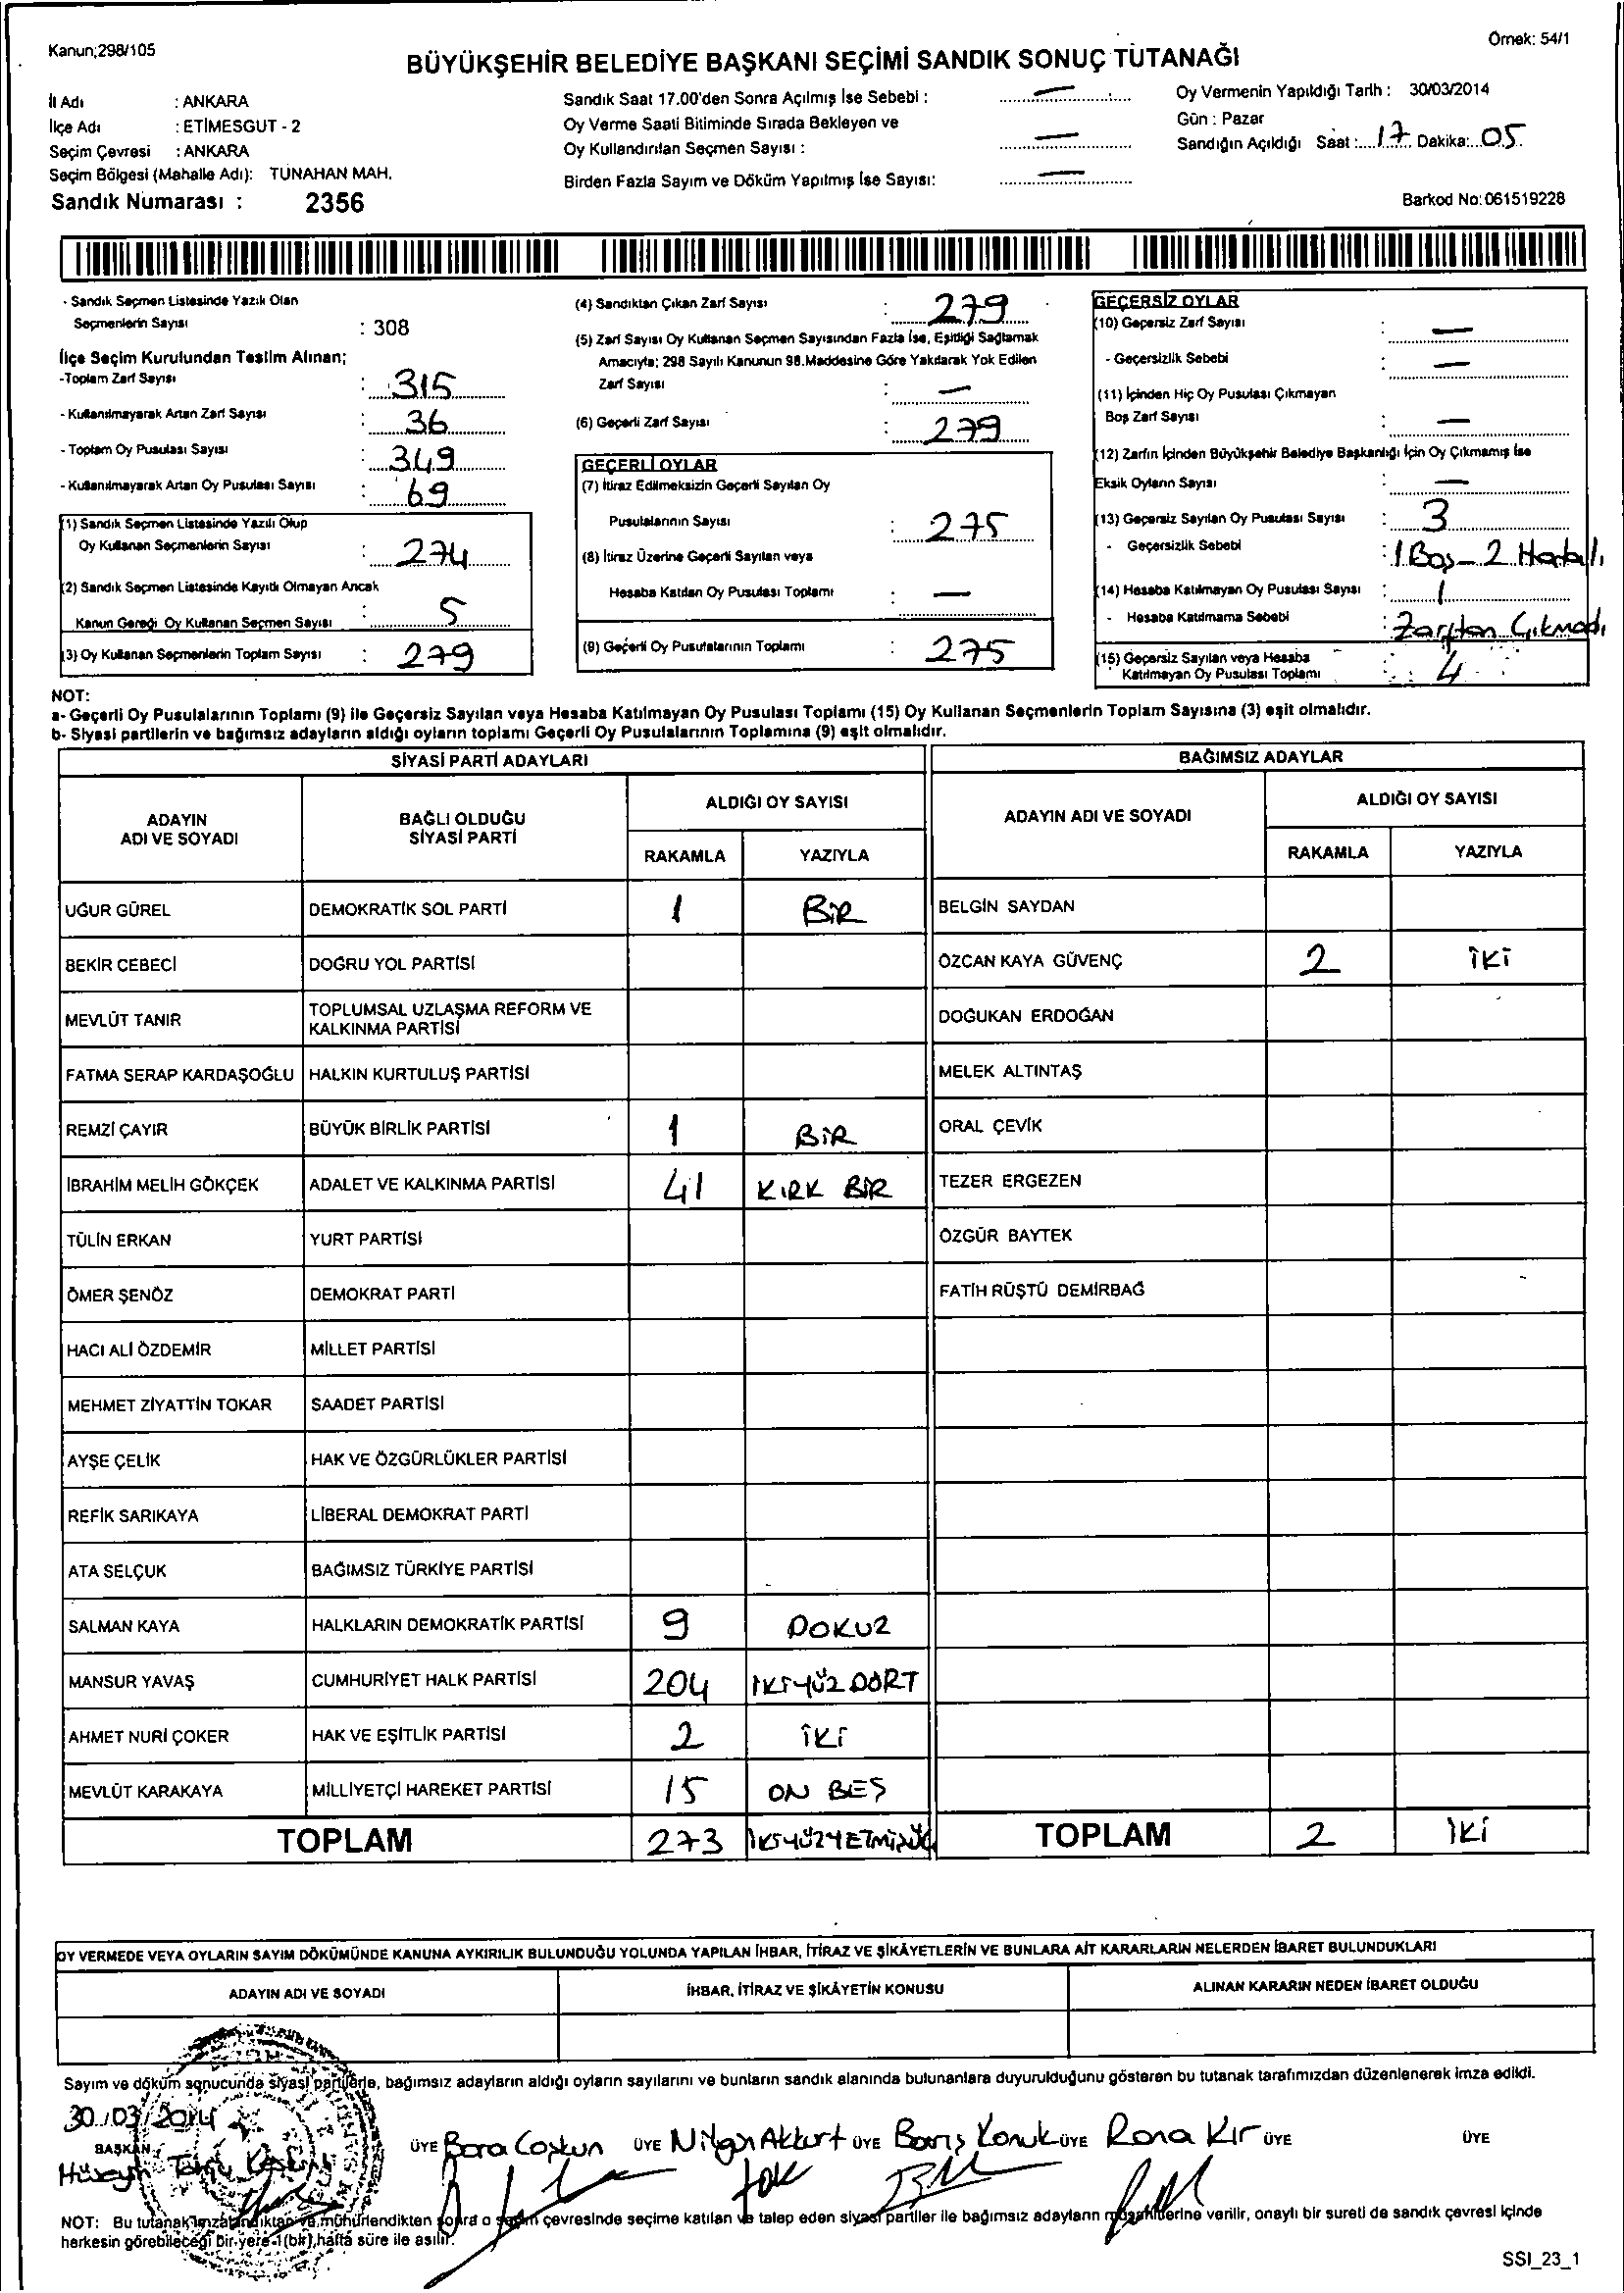 Kanun;298/105
Örnek: 54/1
BÜYÜKŞEHİR BELEDİYE BAŞKANI SEÇİMİ SANDIK SONUÇ TUTANAĞI
İl Adı : ANKARA
İlçe Adı : ETİMESGUT - 2
Seçim Çevresi : ANKARA
Seçim Bölgesi (Mahalle Adı): TUNAHAN MAH.
Sandık Numarası : 2356
Sandık Saat 17.00'den Sonra Açılmış İse Sebebi : —
Oy Verme Saati Bitiminde Sırada Bekleyen ve
Oy Kullandırılan Seçmen Sayısı : —
Birden Fazla Sayım ve Döküm Yapılmış İse Sayısı: —
Oy Vermenin Yapıldığı Tarih : 30/03/2014
Gün : Pazar
Sandığın Açıldığı Saat : 17 Dakika: 05
Barkod No: 061519228
- Sandık Seçmen Listesinde Yazılı Olan
Seçmenlerin Sayısı : 308
İlçe Seçim Kurulundan Teslim Alınan;
-Toplam Zarf Sayısı : 315
- Kullanılmayarak Artan Zarf Sayısı : 36
- Toplam Oy Pusulası Sayısı : 349
- Kullanılmayarak Artan Oy Pusulası Sayısı : 69
(1) Sandık Seçmen Listesinde Yazılı Olup
Oy Kullanan Seçmenlerin Sayısı : 274
(2) Sandık Seçmen Listesinde Kayıtlı Olmayan Ancak
Kanun Gereği Oy Kullanan Seçmen Sayısı : 5
(3) Oy Kullanan Seçmenlerin Toplam Sayısı : 279
(4) Sandıktan Çıkan Zarf Sayısı : 279
(5) Zarf Sayısı Oy Kullanan Seçmen Sayısından Fazla İse, Eşitliği Sağlamak
Amacıyla; 298 Sayılı Kanunun 98.Maddesine Göre Yakılarak Yok Edilen
Zarf Sayısı : —
(6) Geçerli Zarf Sayısı : 279
GEÇERLİ OYLAR
(7) İtiraz Edilmeksizin Geçerli Sayılan Oy
Pusulalarının Sayısı : 275
(8) İtiraz Üzerine Geçerli Sayılan veya
Hesaba Katılan Oy Pusulası Toplamı : —
(9) Geçerli Oy Pusulalarının Toplamı : 275
GEÇERSİZ OYLAR
(10) Geçersiz Zarf Sayısı : —
- Geçersizlik Sebebi : —
(11) İçinden Hiç Oy Pusulası Çıkmayan
Boş Zarf Sayısı : —
(12) Zarfın İçinden Büyükşehir Belediye Başkanlığı İçin Oy Çıkmamış İse
Eksik Oyların Sayısı : —
(13) Geçersiz Sayılan Oy Pusulası Sayısı : 3
- Geçersizlik Sebebi : 1 Boş - 2 Hatalı
(14) Hesaba Katılmayan Oy Pusulası Sayısı : 1
- Hesaba Katılmama Sebebi : Zarftan Çıkmadı
(15) Geçersiz Sayılan veya Hesaba
Katılmayan Oy Pusulası Toplamı : 4
NOT:
a- Geçerli Oy Pusulalarının Toplamı (9) ile Geçersiz Sayılan veya Hesaba Katılmayan Oy Pusulası Toplamı (15) Oy Kullanan Seçmenlerin Toplam Sayısına (3) eşit olmalıdır.
b- Siyasi partilerin ve bağımsız adayların aldığı oyların toplamı Geçerli Oy Pusulalarının Toplamına (9) eşit olmalıdır.
SİYASİ PARTİ ADAYLARI BAĞIMSIZ ADAYLAR
ADAYIN
ADI VE SOYADI
BAĞLI OLDUĞU
SİYASİ PARTİ
ALDIĞI OY SAYISI
RAKAMLA YAZIYLA
ADAYIN ADI VE SOYADI
ALDIĞI OY SAYISI
RAKAMLA YAZIYLA
UĞUR GÜREL DEMOKRATİK SOL PARTİ 1 BİR BELGİN SAYDAN
BEKİR CEBECİ DOĞRU YOL PARTİSİ ÖZCAN KAYA GÜVENÇ 2 İKİ
MEVLÜT TANIR TOPLUMSAL UZLAŞMA REFORM VE
KALKINMA PARTİSİ DOĞUKAN ERDOĞAN
FATMA SERAP KARDAŞOĞLU HALKIN KURTULUŞ PARTİSİ MELEK ALTINTAŞ
REMZİ ÇAYIR BÜYÜK BİRLİK PARTİSİ 1 BİR ORAL ÇEVİK
İBRAHİM MELİH GÖKÇEK ADALET VE KALKINMA PARTİSİ 41 KIRK BİR TEZER ERGEZEN
TÜLİN ERKAN YURT PARTİSİ ÖZGÜR BAYTEK
ÖMER ŞENÖZ DEMOKRAT PARTİ FATİH RÜŞTÜ DEMİRBAĞ
HACI ALİ ÖZDEMİR MİLLET PARTİSİ
MEHMET ZİYATTİN TOKAR SAADET PARTİSİ
AYŞE ÇELİK HAK VE ÖZGÜRLÜKLER PARTİSİ
REFİK SARIKAYA LİBERAL DEMOKRAT PARTİ
ATA SELÇUK BAĞIMSIZ TÜRKİYE PARTİSİ
SALMAN KAYA HALKLARIN DEMOKRATİK PARTİSİ 9 DOKUZ
MANSUR YAVAŞ CUMHURİYET HALK PARTİSİ 204 İKİYÜZ DÖRT
AHMET NURİ ÇOKER HAK VE EŞİTLİK PARTİSİ 2 İKİ
MEVLÜT KARAKAYA MİLLİYETÇİ HAREKET PARTİSİ 15 ON BEŞ
TOPLAM 273 İKİYÜZYETMİŞÜÇ TOPLAM 2 İKİ
OY VERMEDE VEYA OYLARIN SAYIM DÖKÜMÜNDE KANUNA AYKIRILIK BULUNDUĞU YOLUNDA YAPILAN İHBAR, İTİRAZ VE ŞİKÂYETLERİN VE BUNLARA AİT KARARLARIN NELERDEN İBARET BULUNDUKLARI
ADAYIN ADI VE SOYADI İHBAR, İTİRAZ VE ŞİKÂYETİN KONUSU ALINAN KARARIN NEDEN İBARET OLDUĞU
Sayım ve döküm sonucunda siyasi partilerle, bağımsız adayların aldığı oyların sayılarını ve bunların sandık alanında bulunanlara duyurulduğunu gösteren bu tutanak tarafımızdan düzenlenerek imza edildi.
30/03/2014
BAŞKAN ÜYE Bora Coşkun ÜYE Nilgün Akkurt ÜYE Barış Konuk ÜYE Rona Kır ÜYE ÜYE
Hüseyin
NOT: Bu tutanak imzalandıktan ve mühürlendikten sonra o seçim çevresinde seçime katılan ve talep eden siyasi partiler ile bağımsız adayların müşahitlerine verilir, onaylı bir sureti de sandık çevresi içinde
herkesin görebileceği bir yere 1 (bir) hafta süre ile asılır.
SSI_23_1